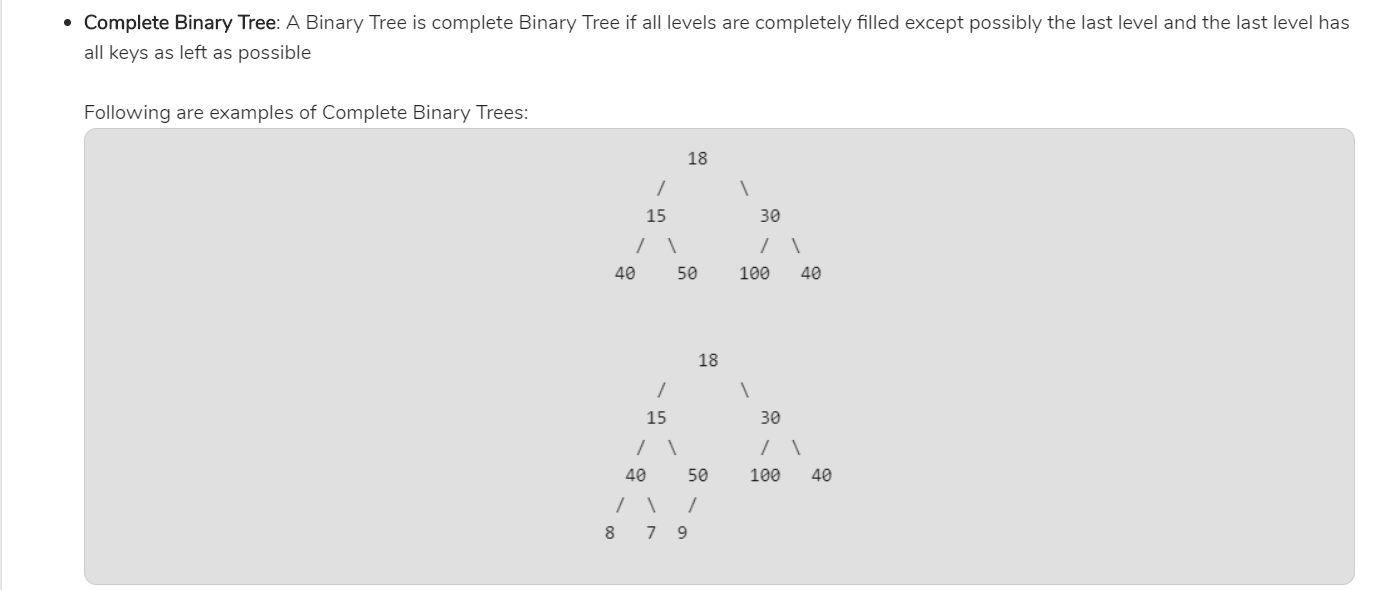 • Complete Binary Tree: A Binary Tree is complete Binary Tree if all levels are completely filled except possibly the last level and the last level has
all keys as left as possible
Following are examples of Complete Binary Trees:
18
/ \
15 30
/ \ / \
40 50 100 40
18
/ \
15 30
/ \ / \
40 50 100 40
/ \ /
8 7 9